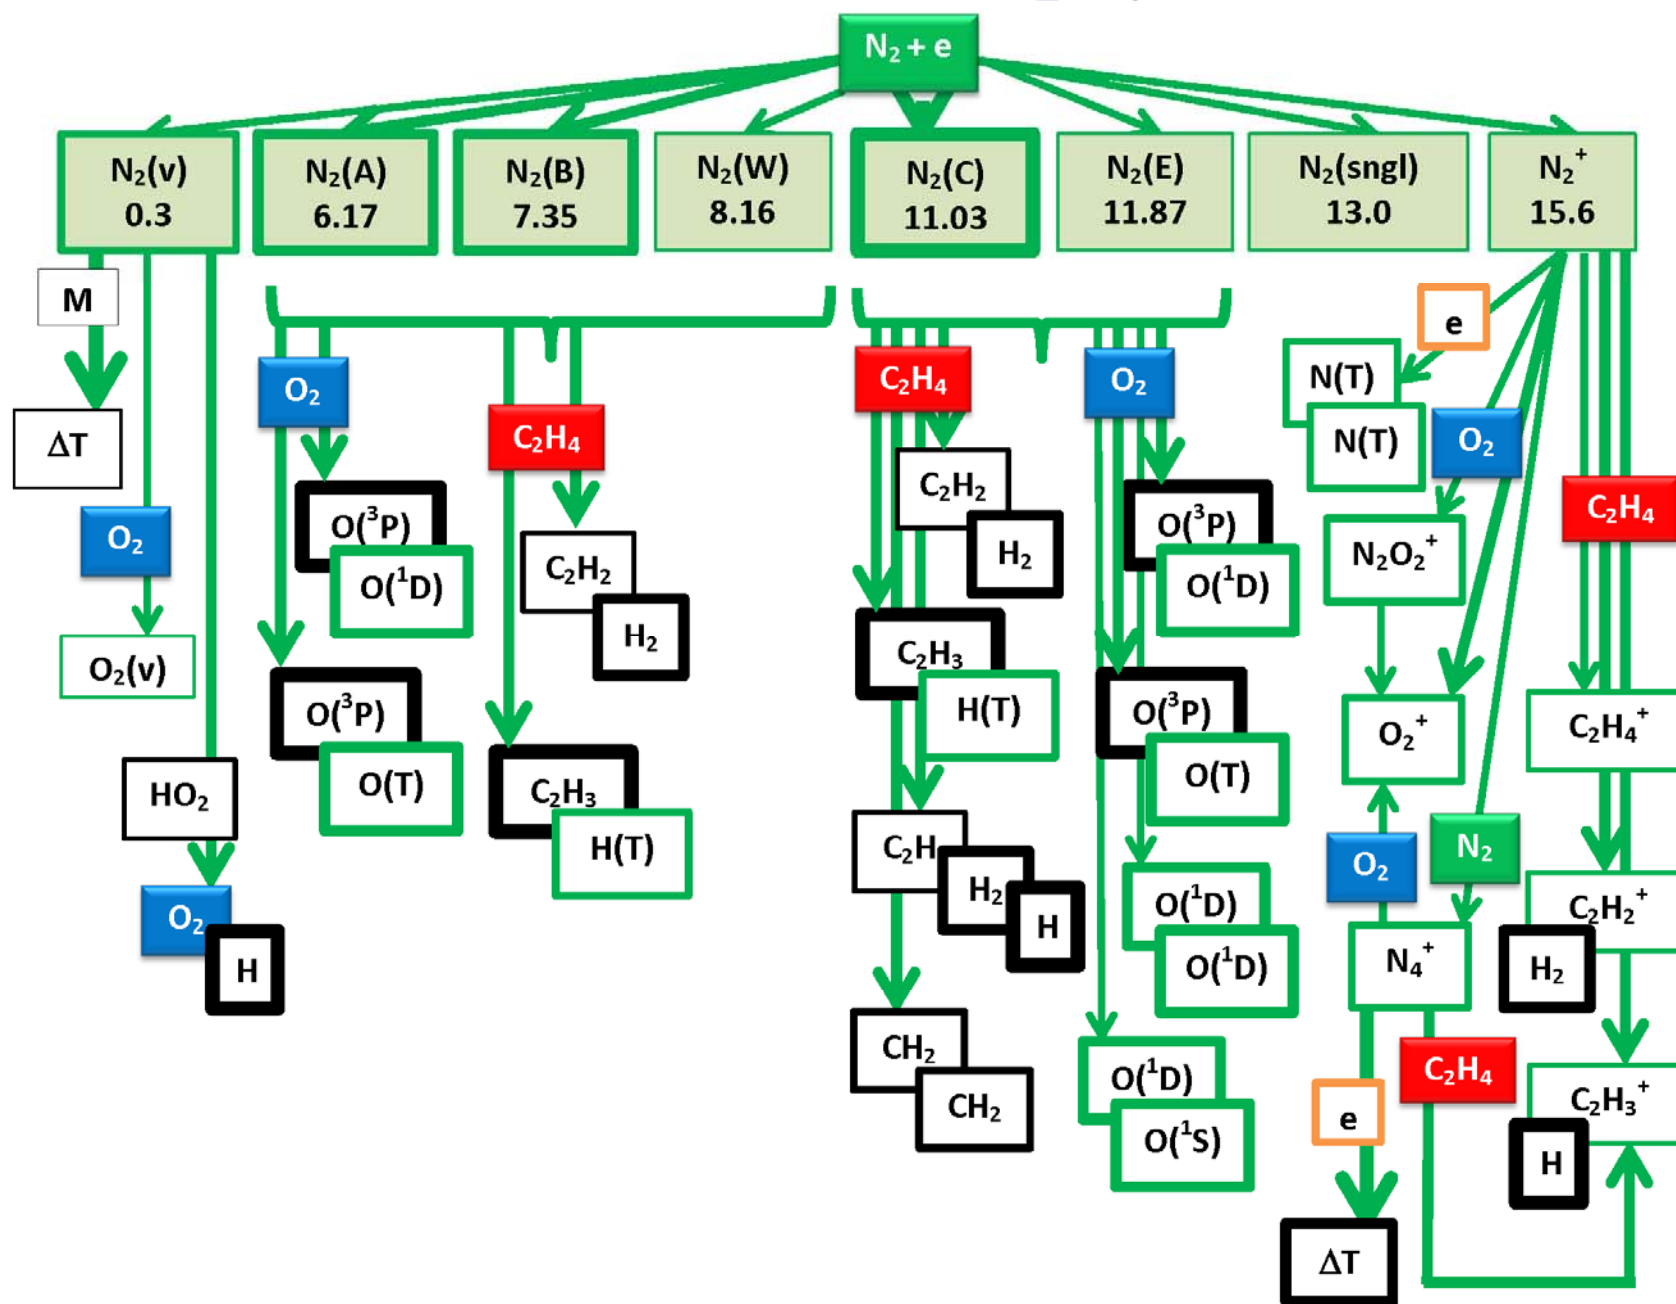 N₂ + e
N₂(v)
0.3
N₂(A)
6.17
N₂(B)
7.35
N₂(W)
8.16
N₂(C)
11.03
N₂(E)
11.87
N₂(sngl)
13.0
N₂⁺
15.6
M
ΔT
O₂
O₂(v)
HO₂
O₂
H
O₂
O(³P)
O(¹D)
O(³P)
O(T)
C₂H₄
C₂H₂
H₂
C₂H₃
H(T)
C₂H₄
C₂H₂
H₂
C₂H₃
H(T)
C₂H
H₂
H
CH₂
CH₂
O₂
O(³P)
O(¹D)
O(³P)
O(T)
O(¹D)
O(¹D)
O(¹D)
O(¹S)
e
N(T)
N(T)
O₂
N₂O₂⁺
O₂⁺
O₂
N₂
N₄⁺
e
ΔT
C₂H₄
C₂H₄
C₂H₄⁺
C₂H₂⁺
H₂
C₂H₃⁺
H